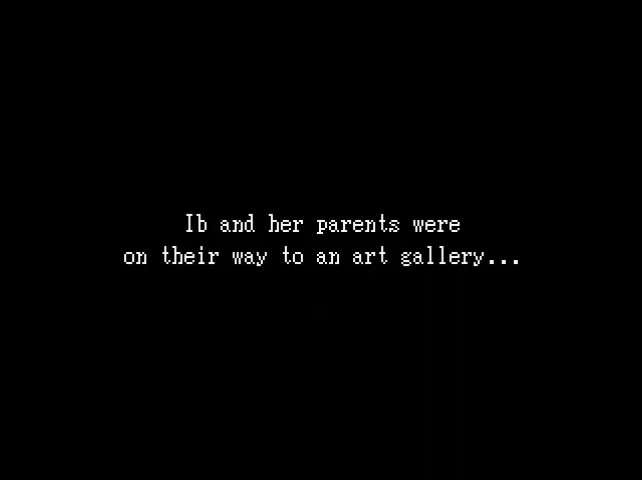 Ib and her parents were
on their way to an art gallery...